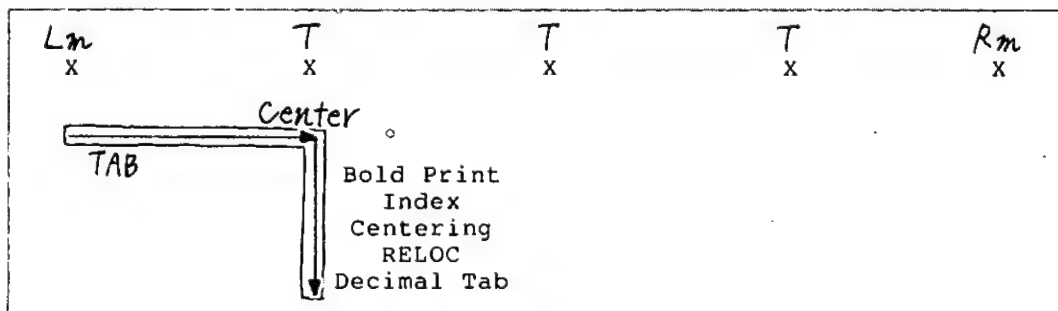 Lm T T T Rm
X X X X X
Center
TAB
Bold Print
Index
Centering
RELOC
Decimal Tab